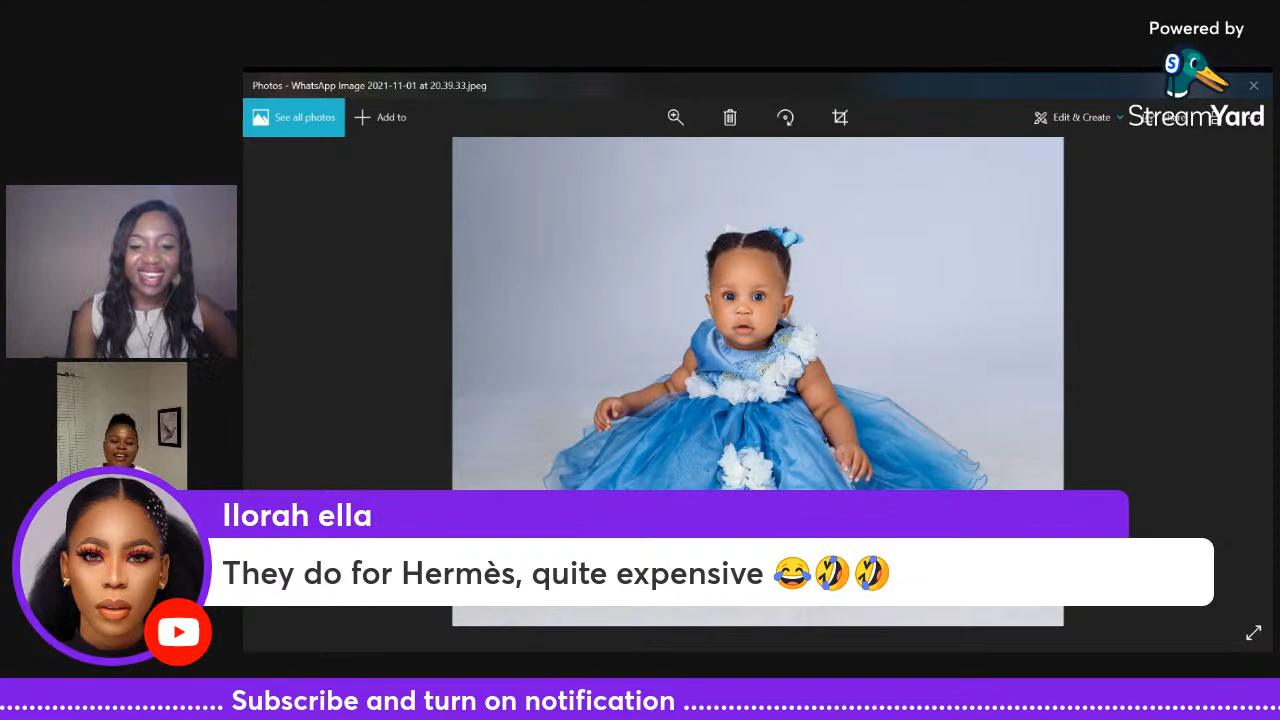 Powered by
StreamYard
Photos - WhatsApp Image 2021-11-01 at 20.39.33.jpeg
See all photos
Add to
Edit & Create
llorah ella
They do for Hermès, quite expensive 😂🤣🤣
Subscribe and turn on notification